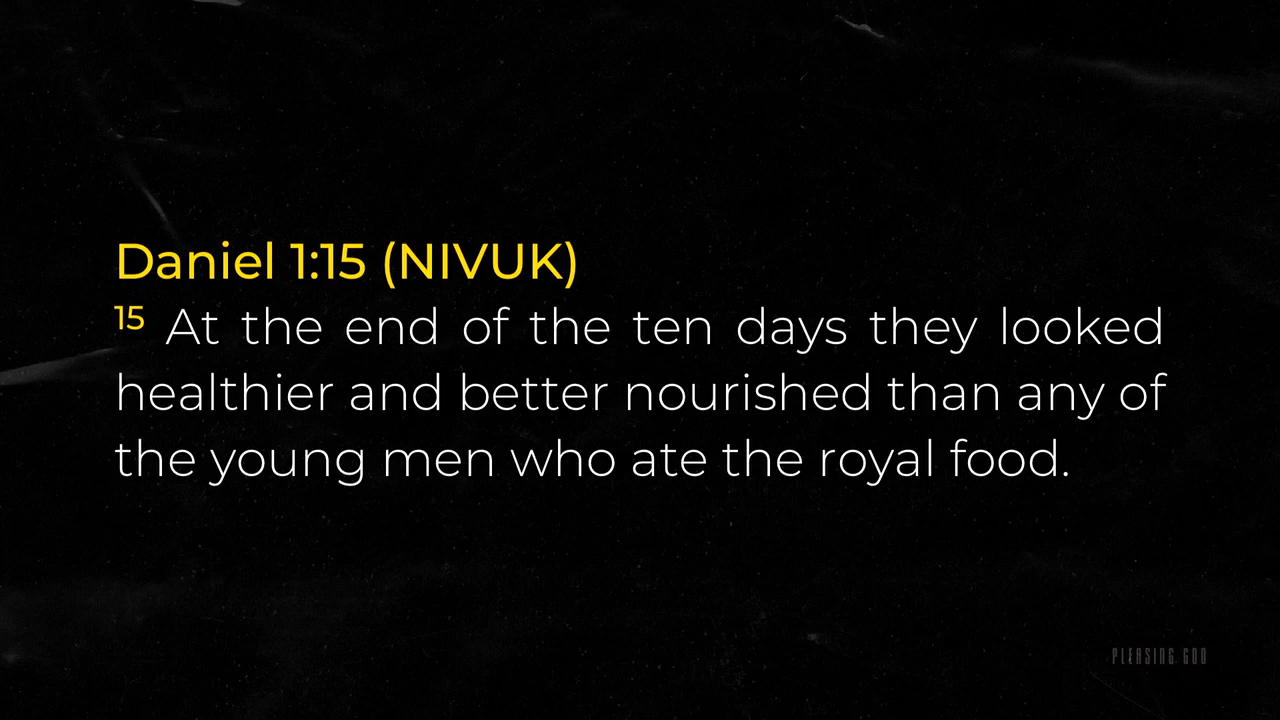 Daniel 1:15 (NIVUK)
15 At the end of the ten days they looked
healthier and better nourished than any of
the young men who ate the royal food.
PLEASING GOD